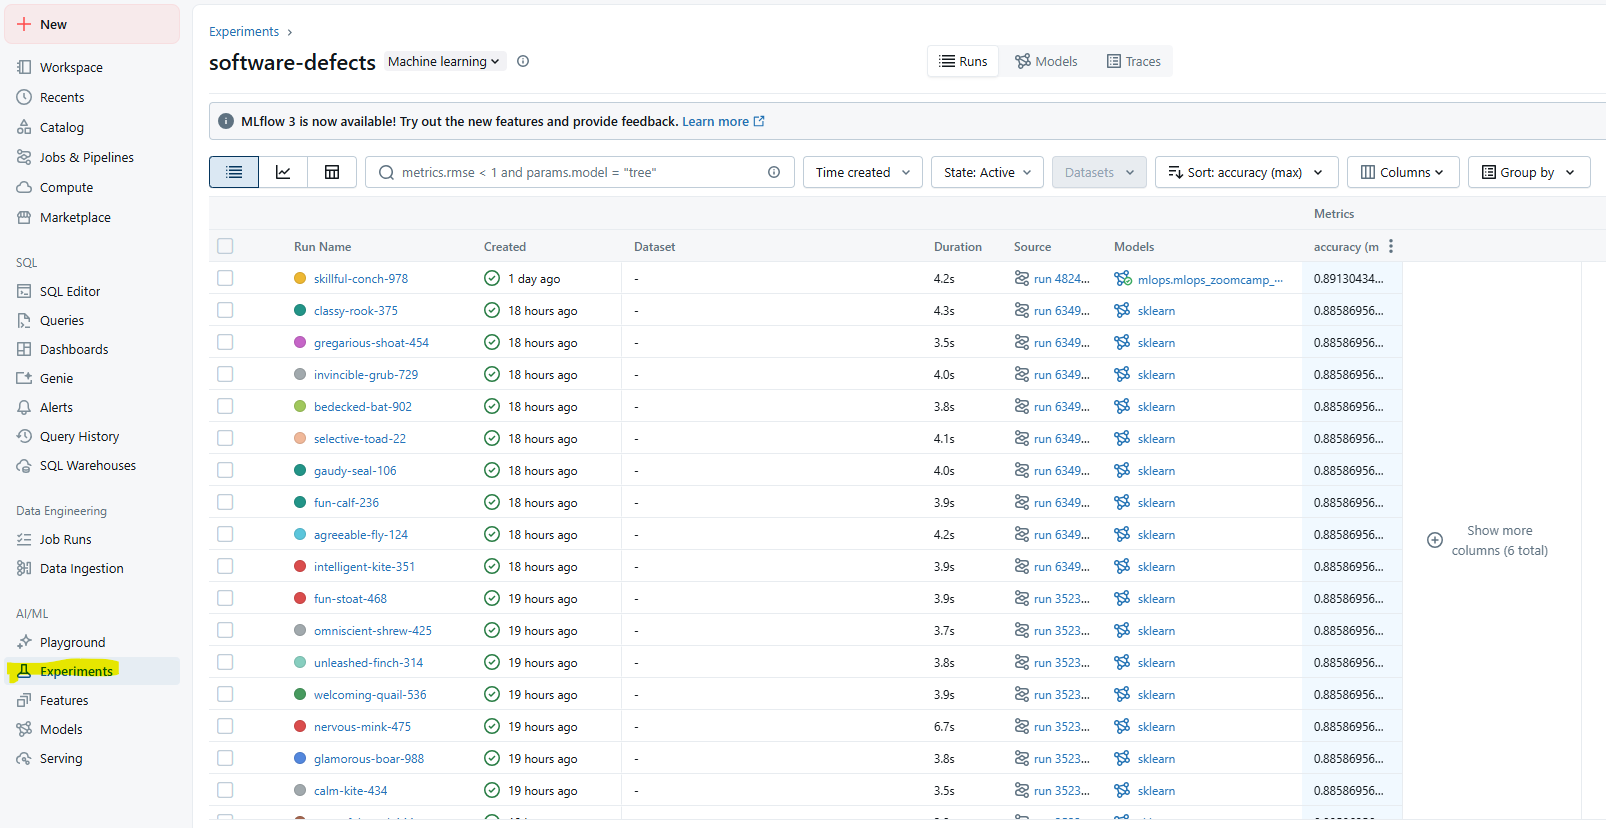 New
Workspace
Recents
Catalog
Jobs & Pipelines
Compute
Marketplace
SQL
SQL Editor
Queries
Dashboards
Genie
Alerts
Query History
SQL Warehouses
Data Engineering
Job Runs
Data Ingestion
AI/ML
Playground
Experiments
Features
Models
Serving
Experiments ›
software-defects Machine learning
Runs Models Traces
MLflow 3 is now available! Try out the new features and provide feedback. Learn more
metrics.rmse < 1 and params.model = "tree" Time created State: Active Datasets Sort: accuracy (max) Columns Group by
Metrics
Run Name Created Dataset Duration Source Models accuracy (m
skillful-conch-978 1 day ago - 4.2s run 4824... mlops.mlops_zoomcamp_... 0.89130434...
classy-rook-375 18 hours ago - 4.3s run 6349... sklearn 0.88586956...
gregarious-shoat-454 18 hours ago - 3.5s run 6349... sklearn 0.88586956...
invincible-grub-729 18 hours ago - 4.0s run 6349... sklearn 0.88586956...
bedecked-bat-902 18 hours ago - 3.8s run 6349... sklearn 0.88586956...
selective-toad-22 18 hours ago - 4.1s run 6349... sklearn 0.88586956...
gaudy-seal-106 18 hours ago - 4.0s run 6349... sklearn 0.88586956...
fun-calf-236 18 hours ago - 3.9s run 6349... sklearn 0.88586956...
agreeable-fly-124 18 hours ago - 4.2s run 6349... sklearn 0.88586956...
intelligent-kite-351 18 hours ago - 3.9s run 6349... sklearn 0.88586956...
fun-stoat-468 19 hours ago - 3.9s run 3523... sklearn 0.88586956...
omniscient-shrew-425 19 hours ago - 3.7s run 3523... sklearn 0.88586956...
unleashed-finch-314 19 hours ago - 3.8s run 3523... sklearn 0.88586956...
welcoming-quail-536 19 hours ago - 3.9s run 3523... sklearn 0.88586956...
nervous-mink-475 19 hours ago - 6.7s run 3523... sklearn 0.88586956...
glamorous-boar-988 19 hours ago - 3.8s run 3523... sklearn 0.88586956...
calm-kite-434 19 hours ago - 3.5s run 3523... sklearn 0.88586956...
Show more
columns (6 total)